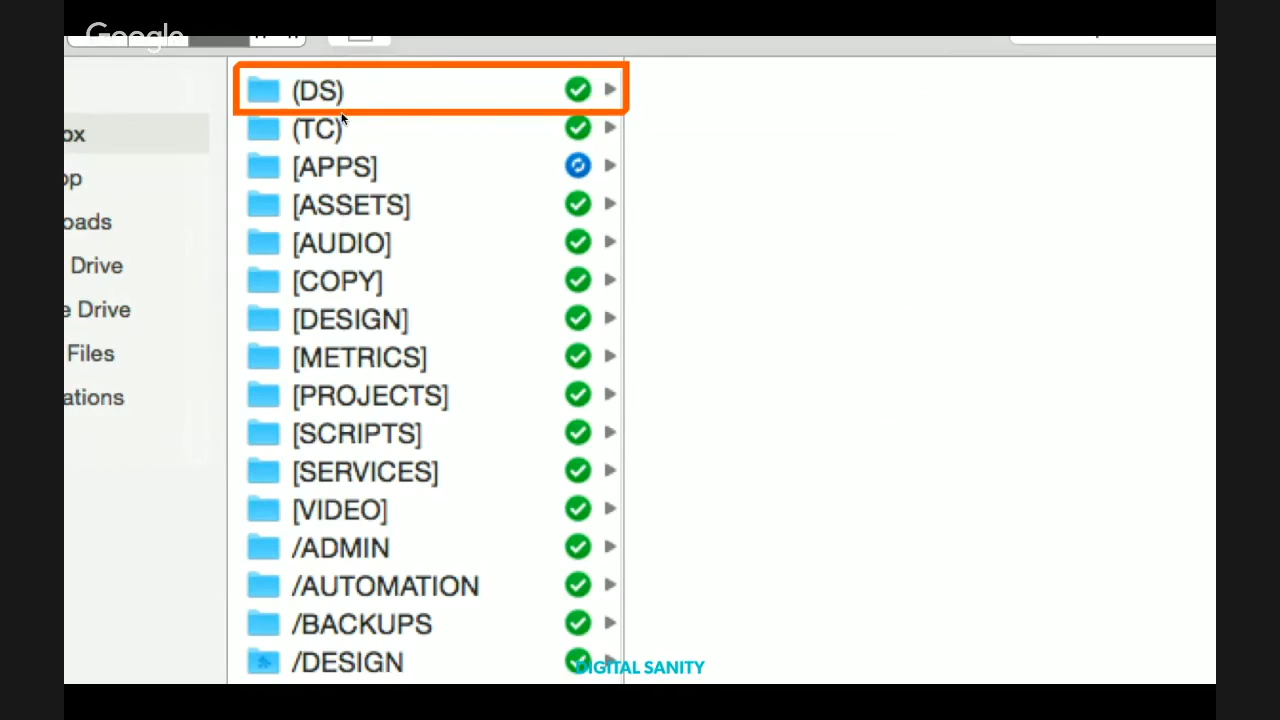 Google
(DS)
(TC)
[APPS]
[ASSETS]
[AUDIO]
[COPY]
[DESIGN]
[METRICS]
[PROJECTS]
[SCRIPTS]
[SERVICES]
[VIDEO]
/ADMIN
/AUTOMATION
/BACKUPS
/DESIGN
ox
op
oads
Drive
e Drive
Files
ations
DIGITAL SANITY